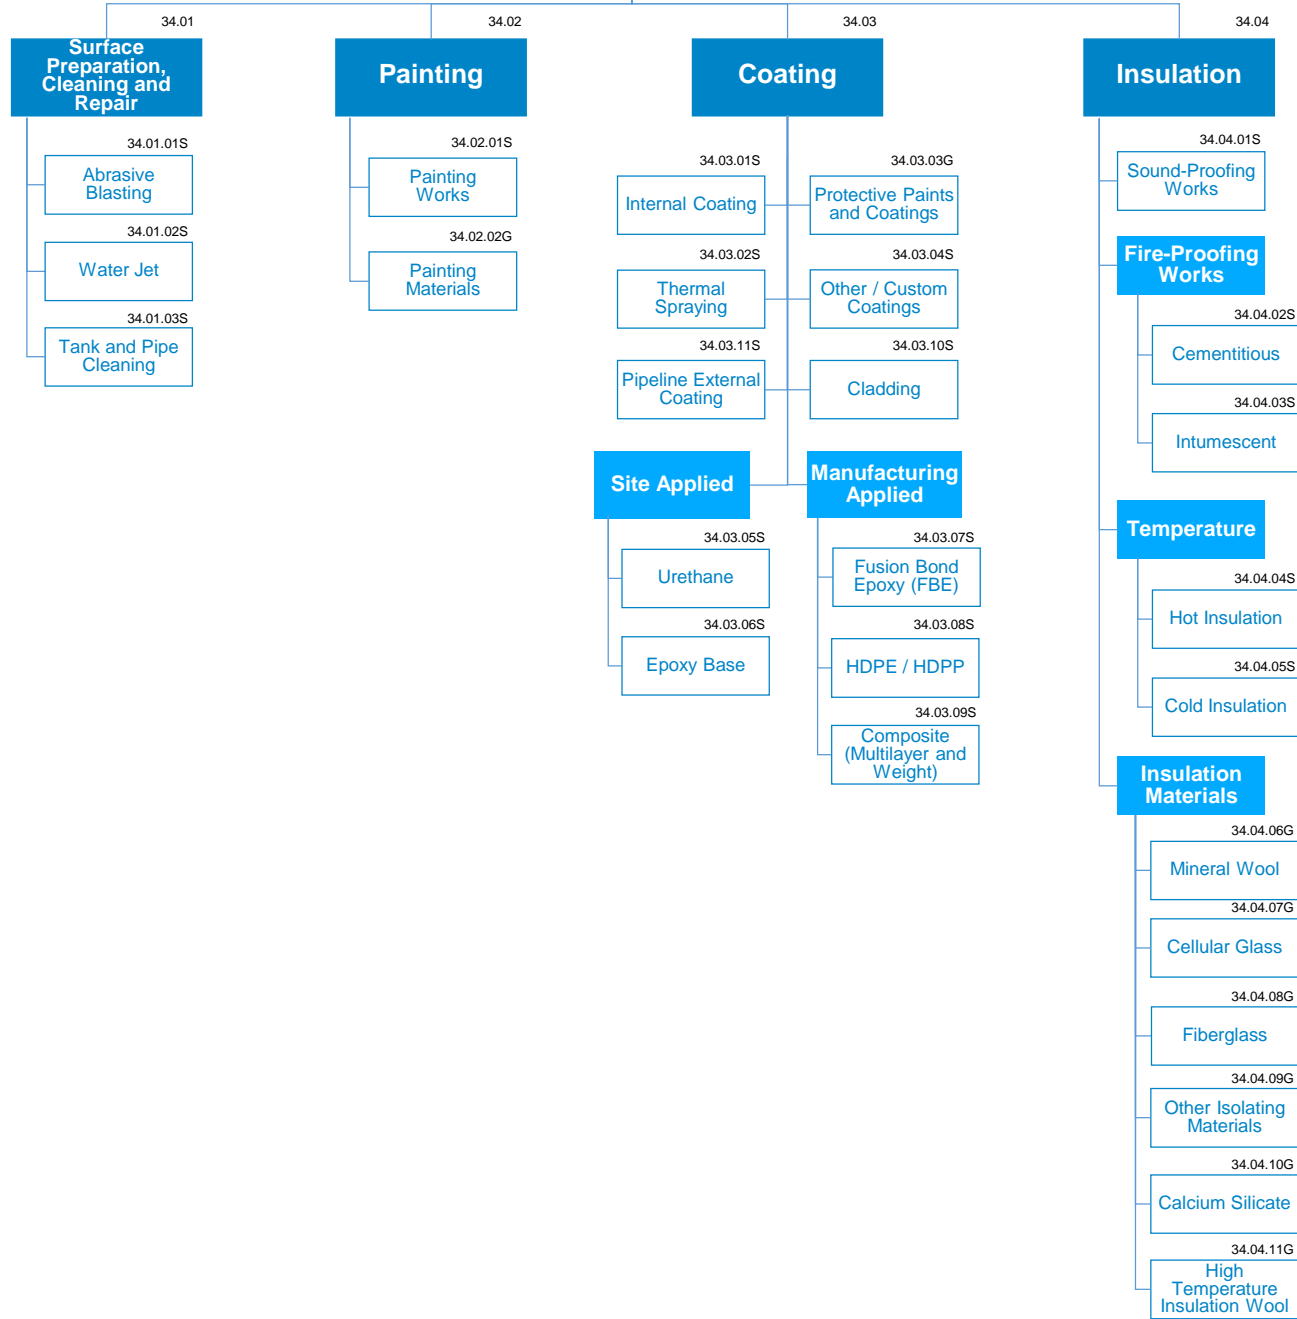 34.01
Surface
Preparation,
Cleaning and
Repair
34.01.01S
Abrasive
Blasting
34.01.02S
Water Jet
34.01.03S
Tank and Pipe
Cleaning
34.02
Painting
34.02.01S
Painting
Works
34.02.02G
Painting
Materials
34.03
Coating
34.03.01S
Internal Coating
34.03.03G
Protective Paints
and Coatings
34.03.02S
Thermal
Spraying
34.03.04S
Other / Custom
Coatings
34.03.11S
Pipeline External
Coating
34.03.10S
Cladding
Site Applied
34.03.05S
Urethane
34.03.06S
Epoxy Base
Manufacturing
Applied
34.03.07S
Fusion Bond
Epoxy (FBE)
34.03.08S
HDPE / HDPP
34.03.09S
Composite
(Multilayer and
Weight)
34.04
Insulation
34.04.01S
Sound-Proofing
Works
Fire-Proofing
Works
34.04.02S
Cementitious
34.04.03S
Intumescent
Temperature
34.04.04S
Hot Insulation
34.04.05S
Cold Insulation
Insulation
Materials
34.04.06G
Mineral Wool
34.04.07G
Cellular Glass
34.04.08G
Fiberglass
34.04.09G
Other Isolating
Materials
34.04.10G
Calcium Silicate
34.04.11G
High
Temperature
Insulation Wool